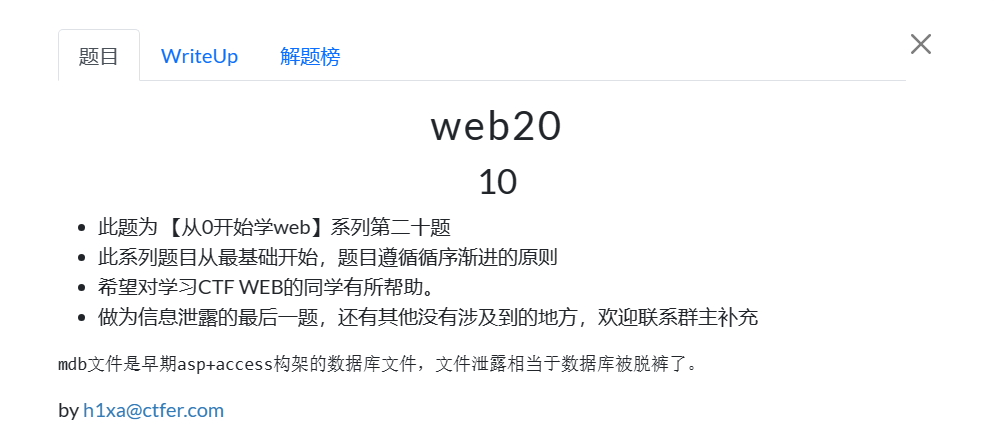 题目 WriteUp 解题榜
web20
10
此题为 【从0开始学web】系列第二十题
此系列题目从最基础开始，题目遵循循序渐进的原则
希望对学习CTF WEB的同学有所帮助。
做为信息泄露的最后一题，还有其他没有涉及到的地方，欢迎联系群主补充
mdb文件是早期asp+access构架的数据库文件，文件泄露相当于数据库被脱裤了。
by h1xa@ctfer.com